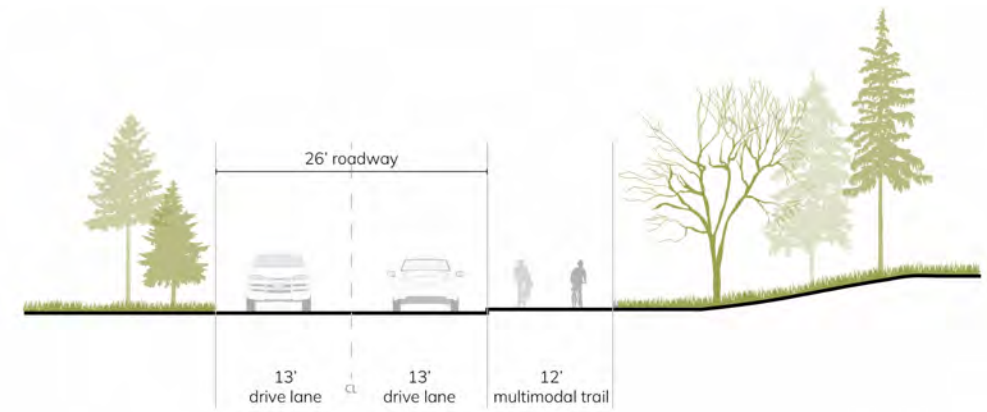 26’ roadway
13’
drive lane
CL
13’
drive lane
12’
multimodal trail